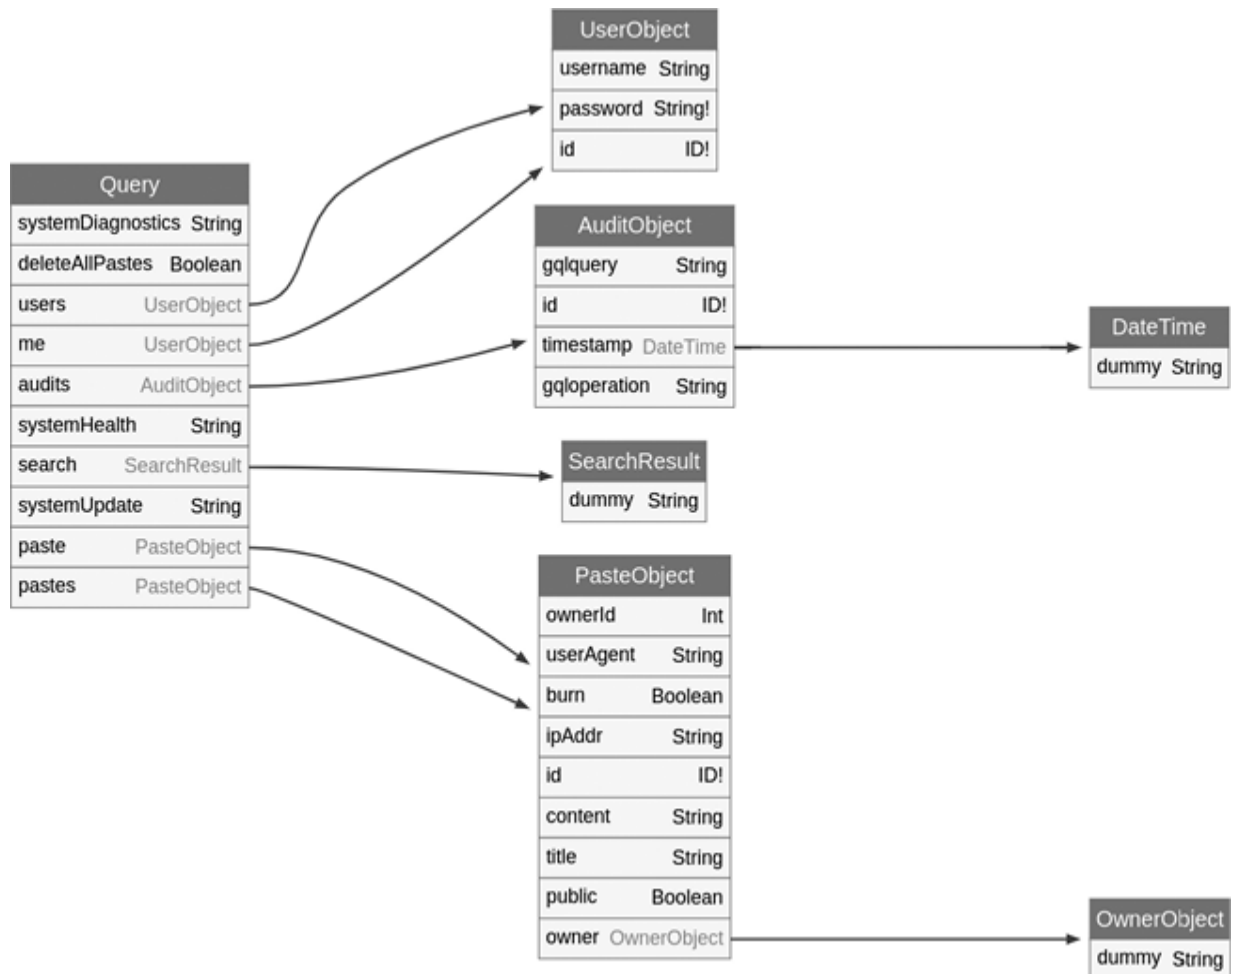 UserObject
username String
password String!
id ID!
Query
systemDiagnostics String
deleteAllPastes Boolean
users UserObject
me UserObject
audits AuditObject
systemHealth String
search SearchResult
systemUpdate String
paste PasteObject
pastes PasteObject
AuditObject
gqlquery String
id ID!
timestamp DateTime
gqloperation String
DateTime
dummy String
SearchResult
dummy String
PasteObject
ownerId Int
userAgent String
burn Boolean
ipAddr String
id ID!
content String
title String
public Boolean
owner OwnerObject
OwnerObject
dummy String